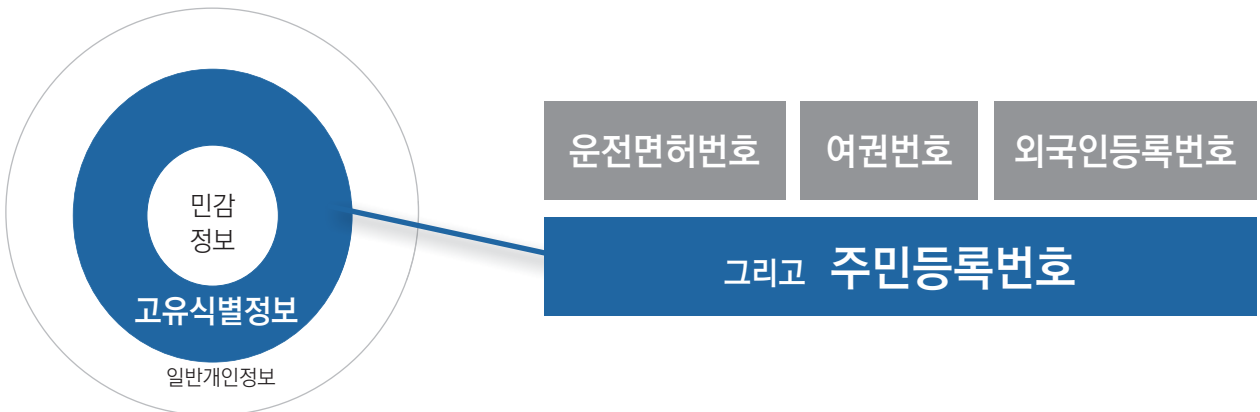 민감
정보
고유식별정보
일반개인정보
운전면허번호
여권번호
외국인등록번호
그리고 주민등록번호